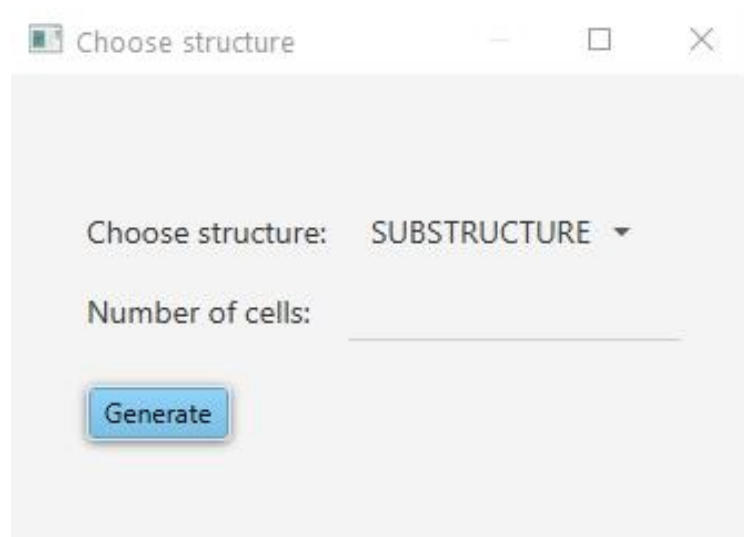 Choose structure
Choose structure: SUBSTRUCTURE
Number of cells:
Generate